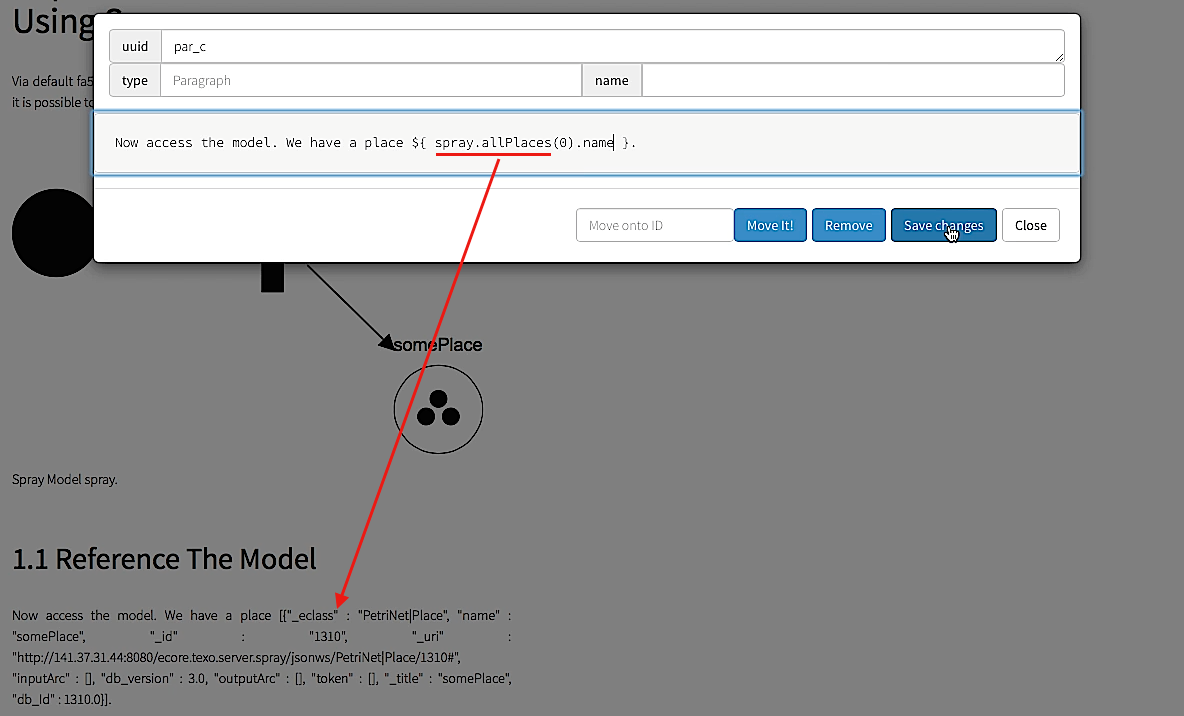 Using S
uuid par_c
type Paragraph name
Via default fa5
it is possible to
Now access the model. We have a place ${ spray.allPlaces(0).name }.
Move onto ID Move It! Remove Save changes Close
somePlace
Spray Model spray.
1.1 Reference The Model
Now access the model. We have a place [{"_eclass" : "PetriNet|Place", "name" :
"somePlace", "_id" : "1310", "_uri" :
"http://141.37.31.44:8080/ecore.texo.server.spray/jsonws/PetriNet|Place/1310#",
"inputArc" : [], "db_version" : 3.0, "outputArc" : [], "token" : [], "_title" : "somePlace",
"db_Id" : 1310.0}].